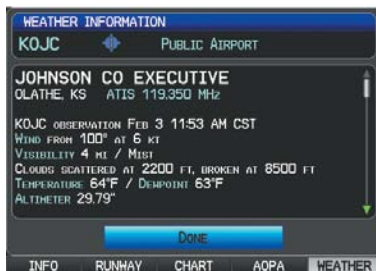 WEATHER INFORMATION
KOJC PUBLIC AIRPORT
JOHNSON CO EXECUTIVE
OLATHE, KS ATIS 119.350 MHz
KOJC OBSERVATION FEB 3 11:53 AM CST
WIND FROM 100° AT 6 KT
VISIBILITY 4 MI / MIST
CLOUDS SCATTERED AT 2200 FT, BROKEN AT 8500 FT
TEMPERATURE 64°F / DEWPOINT 63°F
ALTIMETER 29.79"
DONE
INFO RUNWAY CHART AOPA WEATHER